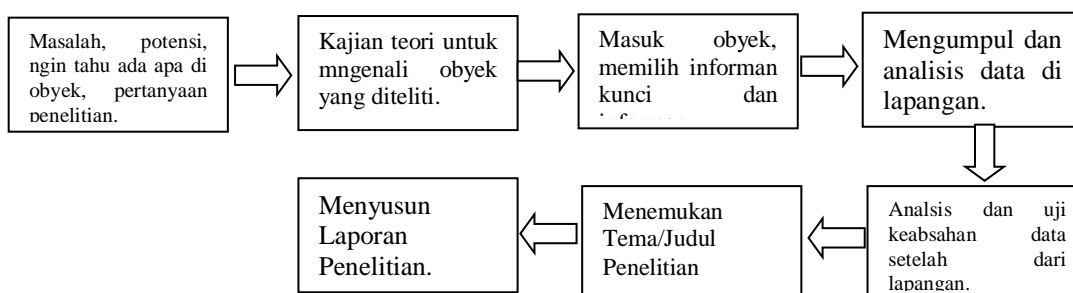 Masalah, potensi,
ngin tahu ada apa di
obyek, pertanyaan
penelitian.
Kajian teori untuk
mngenali obyek
yang diteliti.
Masuk obyek,
memilih informan
kunci dan
Mengumpul dan
analisis data di
lapangan.
Analsis dan uji
keabsahan data
setelah dari
lapangan.
Menemukan
Tema/Judul
Penelitian
Menyusun
Laporan
Penelitian.